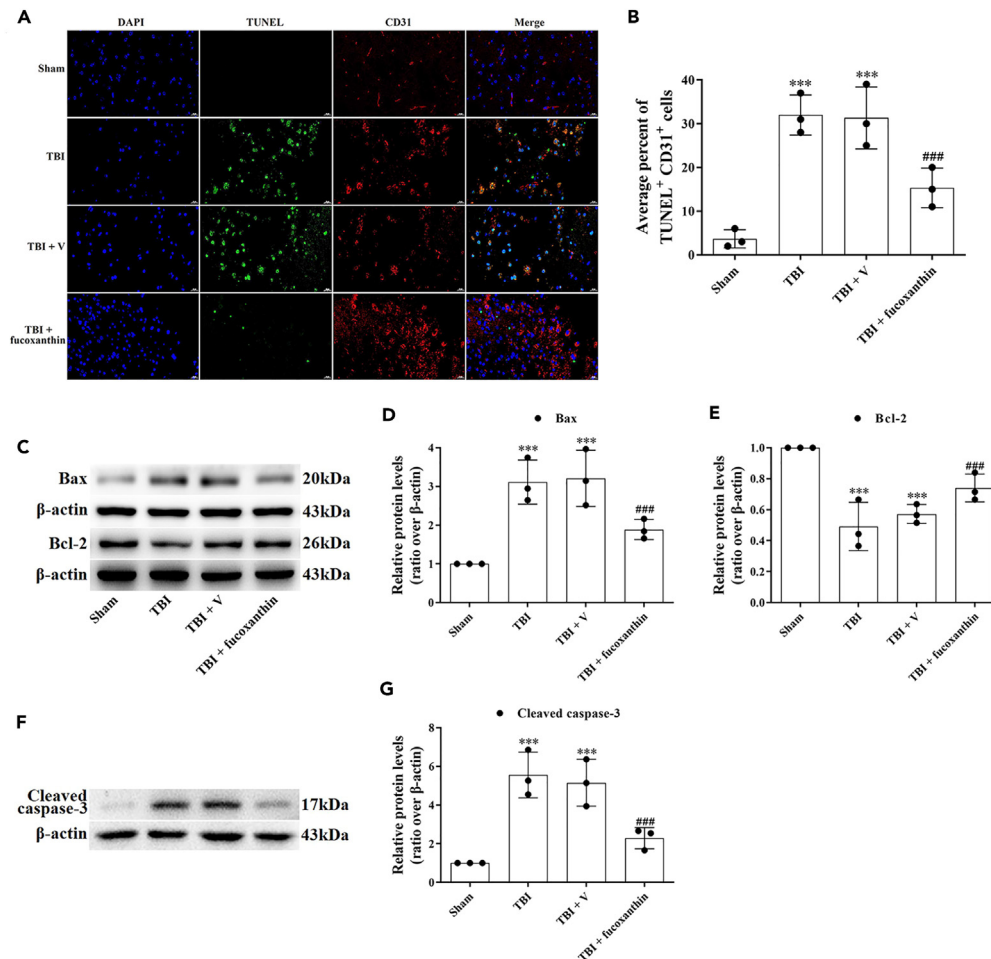 A
DAPI TUNEL CD31 Merge
Sham
TBI
TBI + V
TBI +
fucoxanthin
B
Average percent of
TUNEL+ CD31+ cells
40
30
20
10
0
***
***
###
Sham
TBI
TBI + V
TBI + fucoxanthin
C
Bax 20kDa
β-actin 43kDa
Bcl-2 26kDa
β-actin 43kDa
Sham
TBI
TBI + V
TBI + fucoxanthin
D
Bax
Relative protein levels
(ratio over β-actin)
4
3
2
1
0
***
***
###
Sham
TBI
TBI + V
TBI + fucoxanthin
E
Bcl-2
Relative protein levels
(ratio over β-actin)
1.0
0.8
0.6
0.4
0.2
0.0
***
***
###
Sham
TBI
TBI + V
TBI + fucoxanthin
F
Cleaved
caspase-3 17kDa
β-actin 43kDa
G
Cleaved caspase-3
Relative protein levels
(ratio over β-actin)
8
6
4
2
0
***
***
###
Sham
TBI
TBI + V
TBI + fucoxanthin